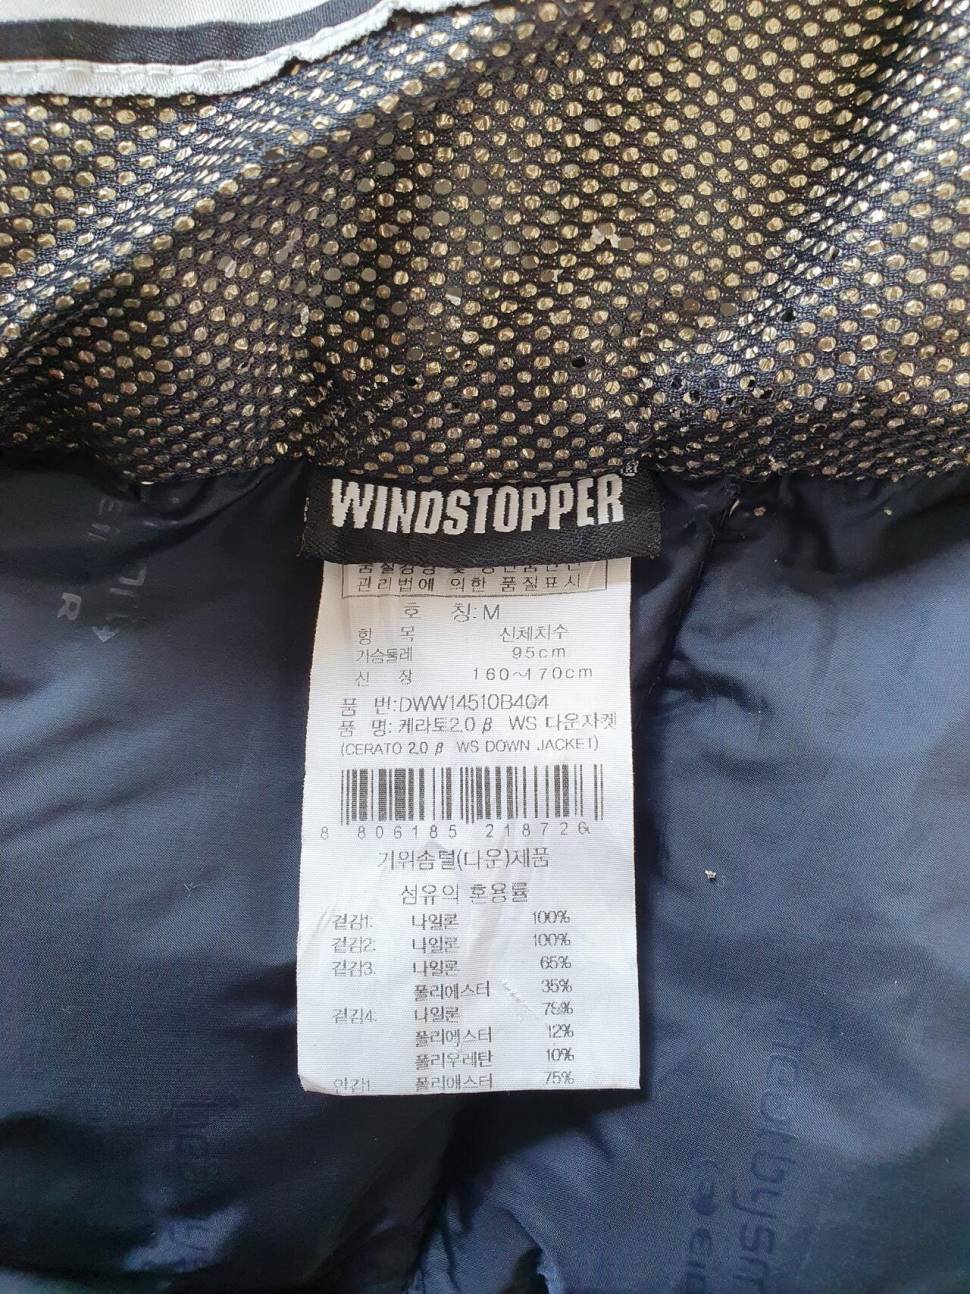 WINDSTOPPER
관리법에 의한 품질표시
호 칭: M
항 목 신체치수
가슴둘레 95cm
신 장 160~170cm
품 번:DWW14510B404
품 명:케라토2.0 β WS 다운자켓
(CERATO 2.0 β WS DOWN JACKET)
8 806185 218726
거위솜털(다운)제품
섬유의 혼용률
겉감1: 나일론 100%
겉감2: 나일론 100%
겉감3: 나일론 65%
폴리에스터 35%
겉감4: 나일론 78%
폴리에스터 12%
폴리우레탄 10%
안감1 폴리에스터 75%